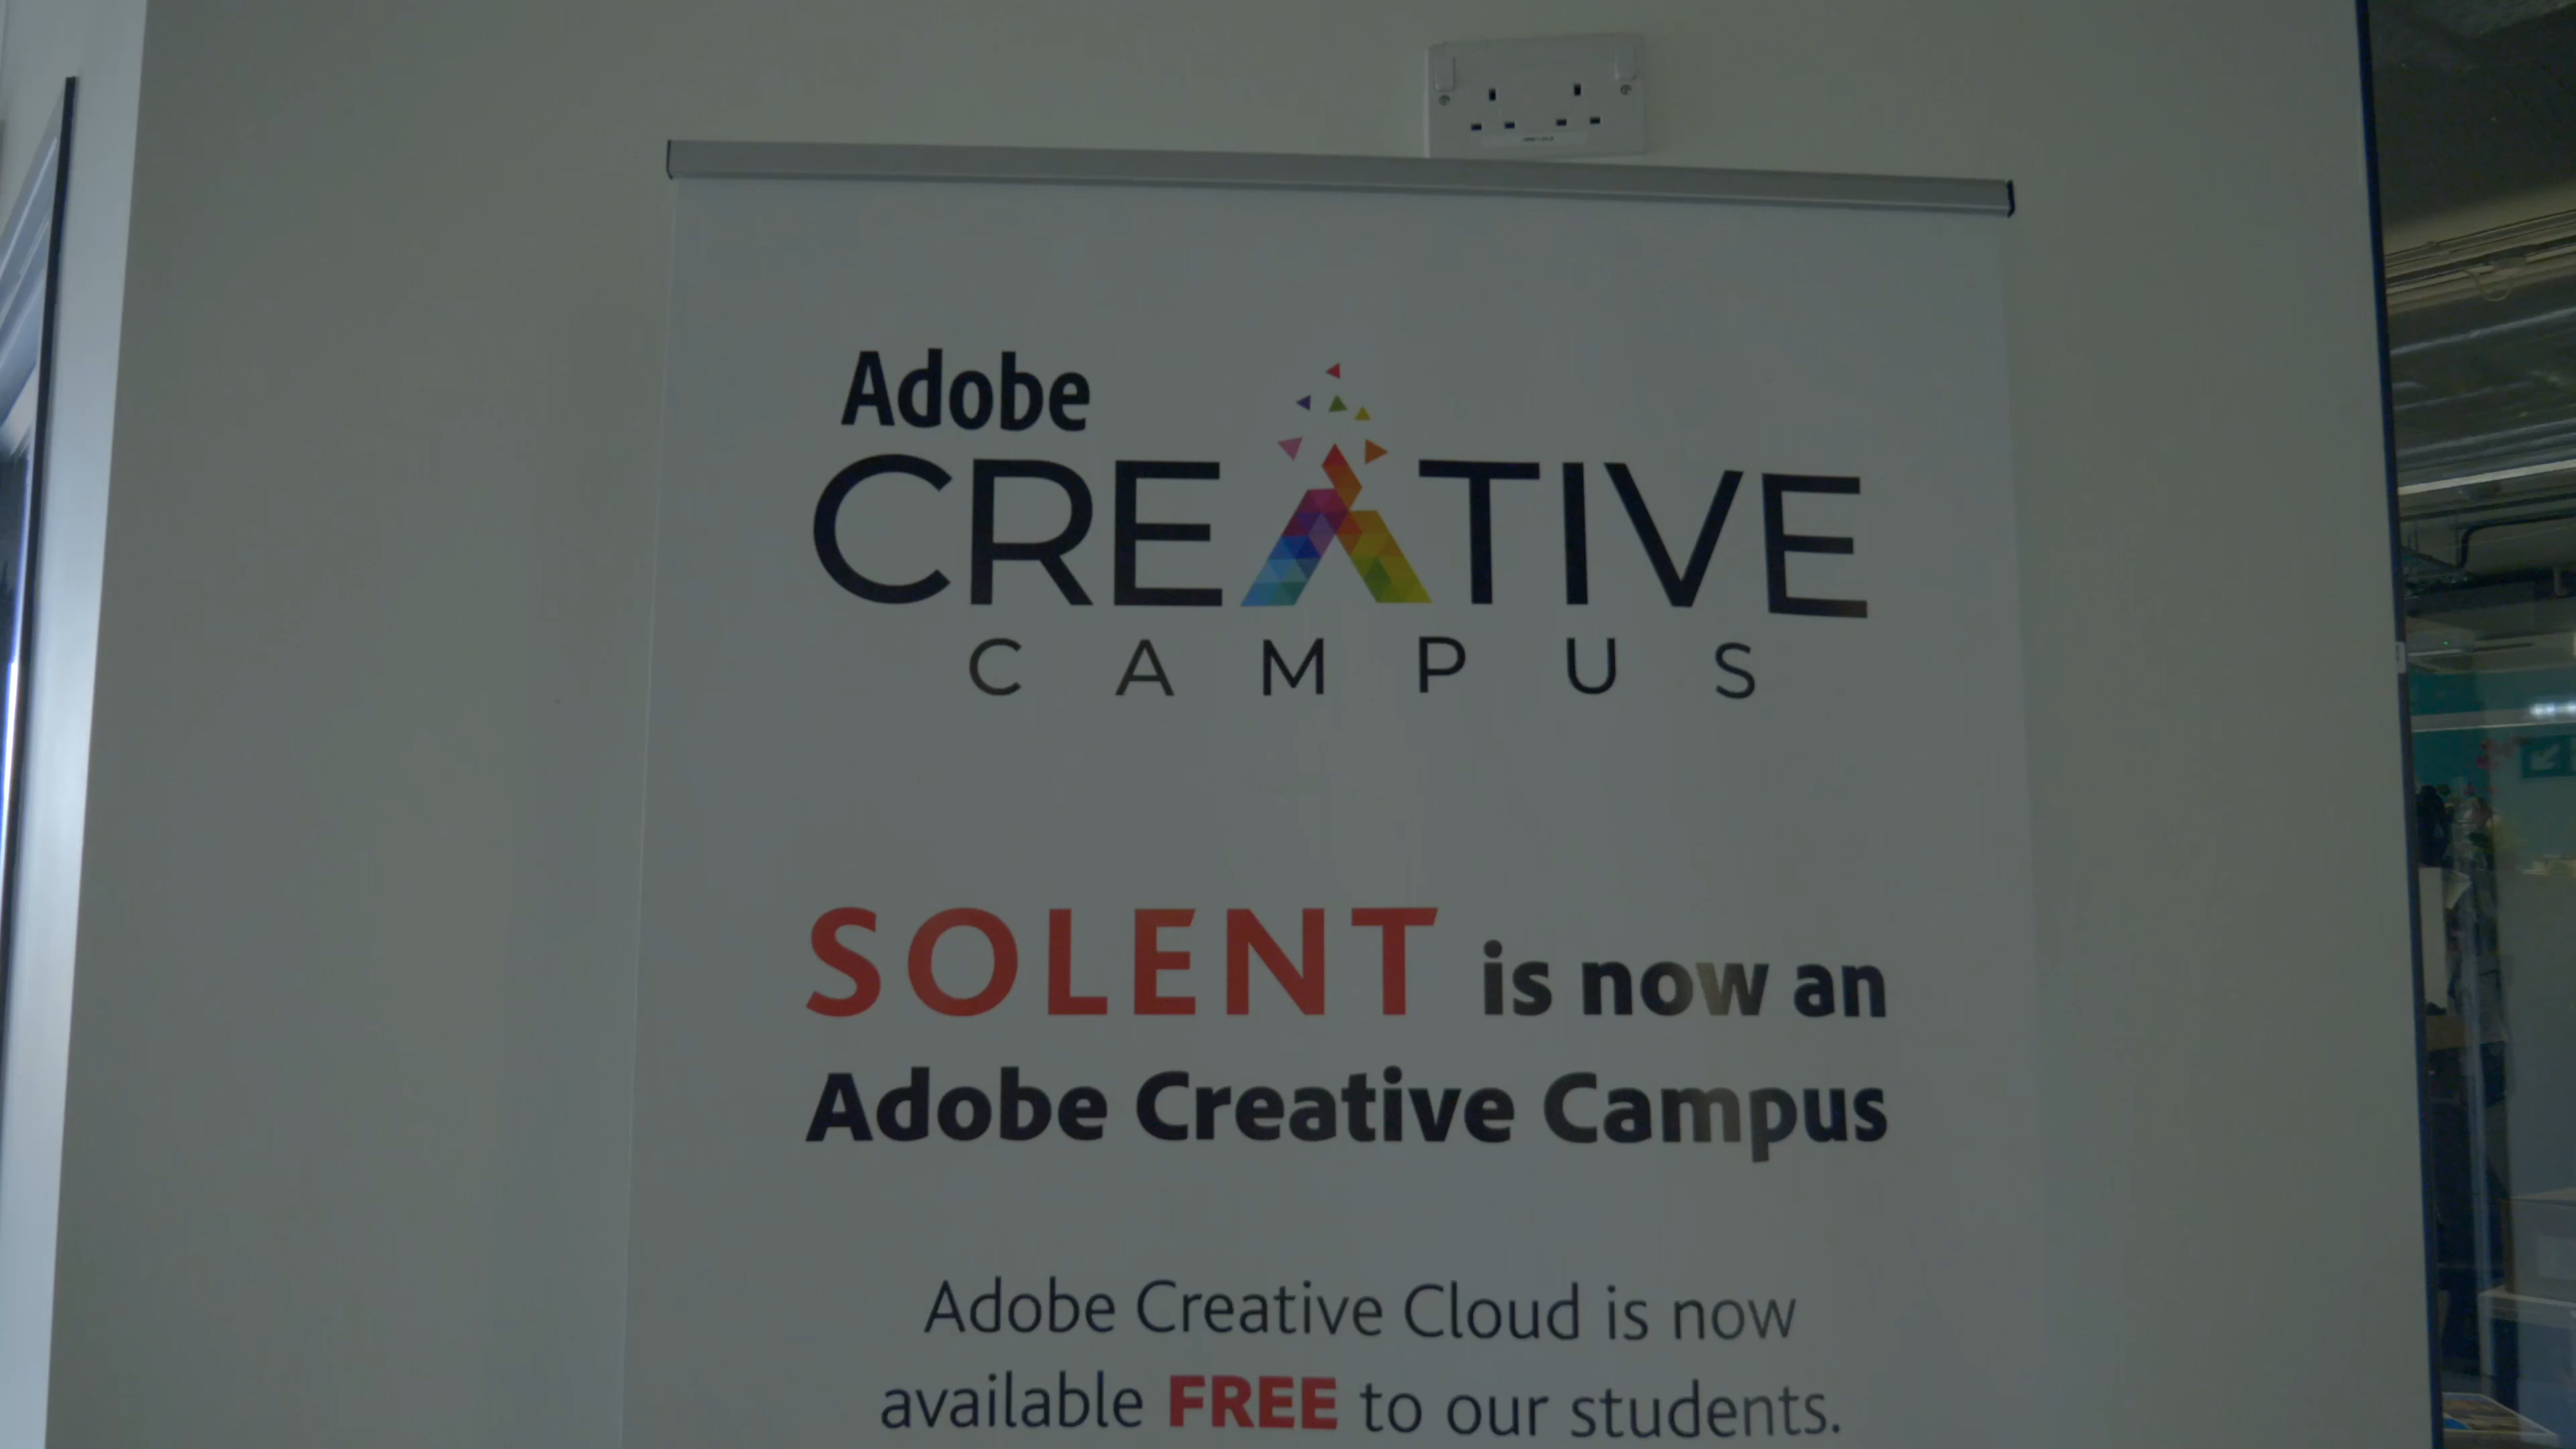 Adobe
CREATIVE
CAMPUS
SOLENT is now an
Adobe Creative Campus
Adobe Creative Cloud is now
available FREE to our students.